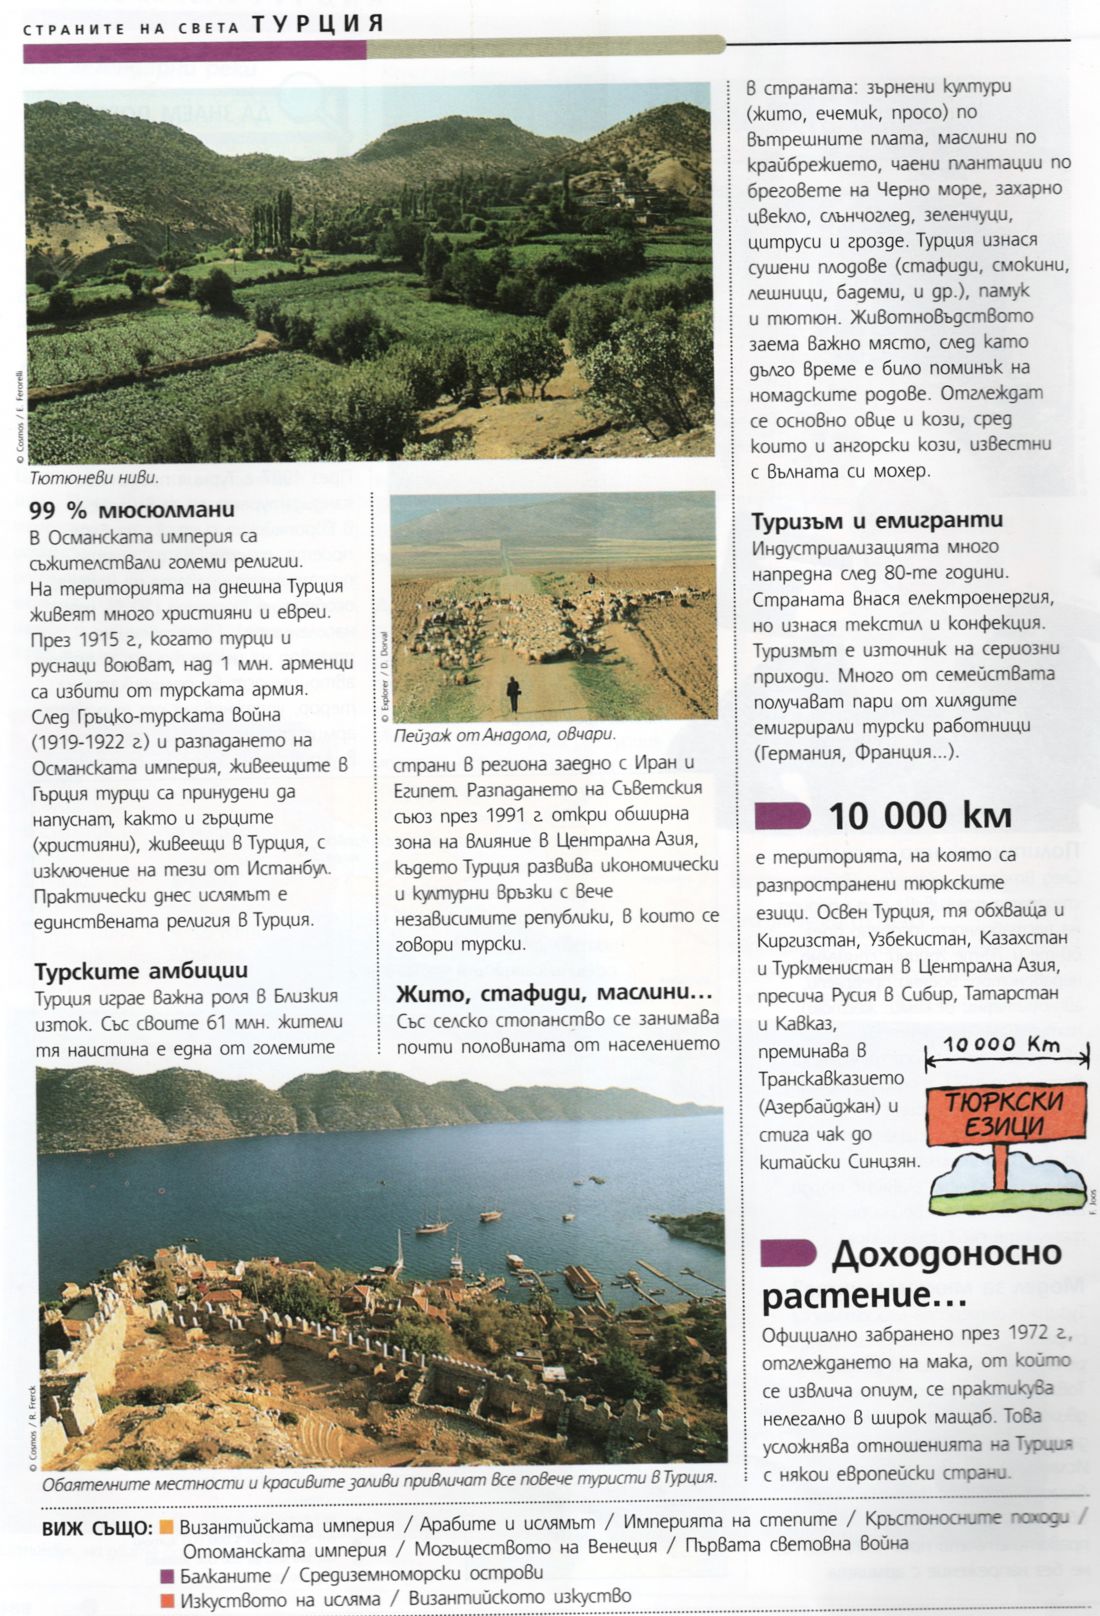 СТРАНИТЕ НА СВЕТА ТУРЦИЯ
© Cosmos / E. Ferorelli
Тютюневи ниви.
99 % мюсюлмани
В Османската империя са
съжителствали големи религии.
На територията на днешна Турция
живеят много християни и евреи.
През 1915 г., когато турци и
руснаци воюват, над 1 млн. арменци
са избити от турската армия.
След Гръцко-турската война
(1919-1922 г.) и разпадането на
Османската империя, живеещите в
Гърция турци са принудени да
напуснат, както и гърците
(християни), живеещи в Турция, с
изключение на тези от Истанбул.
Практически днес ислямът е
единствената религия в Турция.
Турските амбиции
Турция играе важна роля в Близкия
изток. Със своите 61 млн. жители
тя наистина е една от големите
© Explorer / D. Dorval
Пейзаж от Анадола, овчари.
страни в региона заедно с Иран и
Египет. Разпадането на Съветския
съюз през 1991 г. откри обширна
зона на влияние в Централна Азия,
където Турция развива икономически
и културни връзки с вече
независимите републики, в които се
говори турски.
Жито, стафиди, маслини...
Със селско стопанство се занимава
почти половината от населението
в страната: зърнени култури
(жито, ечемик, просо) по
вътрешните плата, маслини по
крайбрежието, чаени плантации по
бреговете на Черно море, захарно
цвекло, слънчоглед, зеленчуци,
цитруси и грозде. Турция изнася
сушени плодове (стафиди, смокини,
лешници, бадеми, и др.), памук
и тютюн. Животновъдството
заема важно място, след като
дълго време е било поминък на
номадските родове. Отглеждат
се основно овце и кози, сред
които и ангорски кози, известни
с вълната си мохер.
Туризъм и емигранти
Индустриализацията много
напредна след 80-те години.
Страната внася електроенергия,
но изнася текстил и конфекция.
Туризмът е източник на сериозни
приходи. Много от семействата
получават пари от хилядите
емигрирали турски работници
(Германия, Франция...).
10 000 км
е територията, на която са
разпространени тюркските
езици. Освен Турция, тя обхваща и
Киргизстан, Узбекистан, Казахстан
и Туркменистан в Централна Азия,
пресича Русия в Сибир, Татарстан
и Кавказ,
преминава в
Транскавказието
(Азербайджан) и
стига чак до
китайски Синцзян.
10 000 Km
ТЮРКСКИ
ЕЗИЦИ
F. Joos
Доходоносно
растение...
Официално забранено през 1972 г.,
отглеждането на мака, от който
се извлича опиум, се практикува
нелегално в широк мащаб. Това
усложнява отношенията на Турция
с някои европейски страни.
© Cosmos / R. Frerck
Обаятелните местности и красивите заливи привличат все повече туристи в Турция.
ВИЖ СЪЩО: Византийската империя / Арабите и ислямът / Империята на степите / Кръстоносните походи /
Отоманската империя / Могъществото на Венеция / Първата световна война
Балканите / Средиземноморски острови
Изкуството на исляма / Византийското изкуство